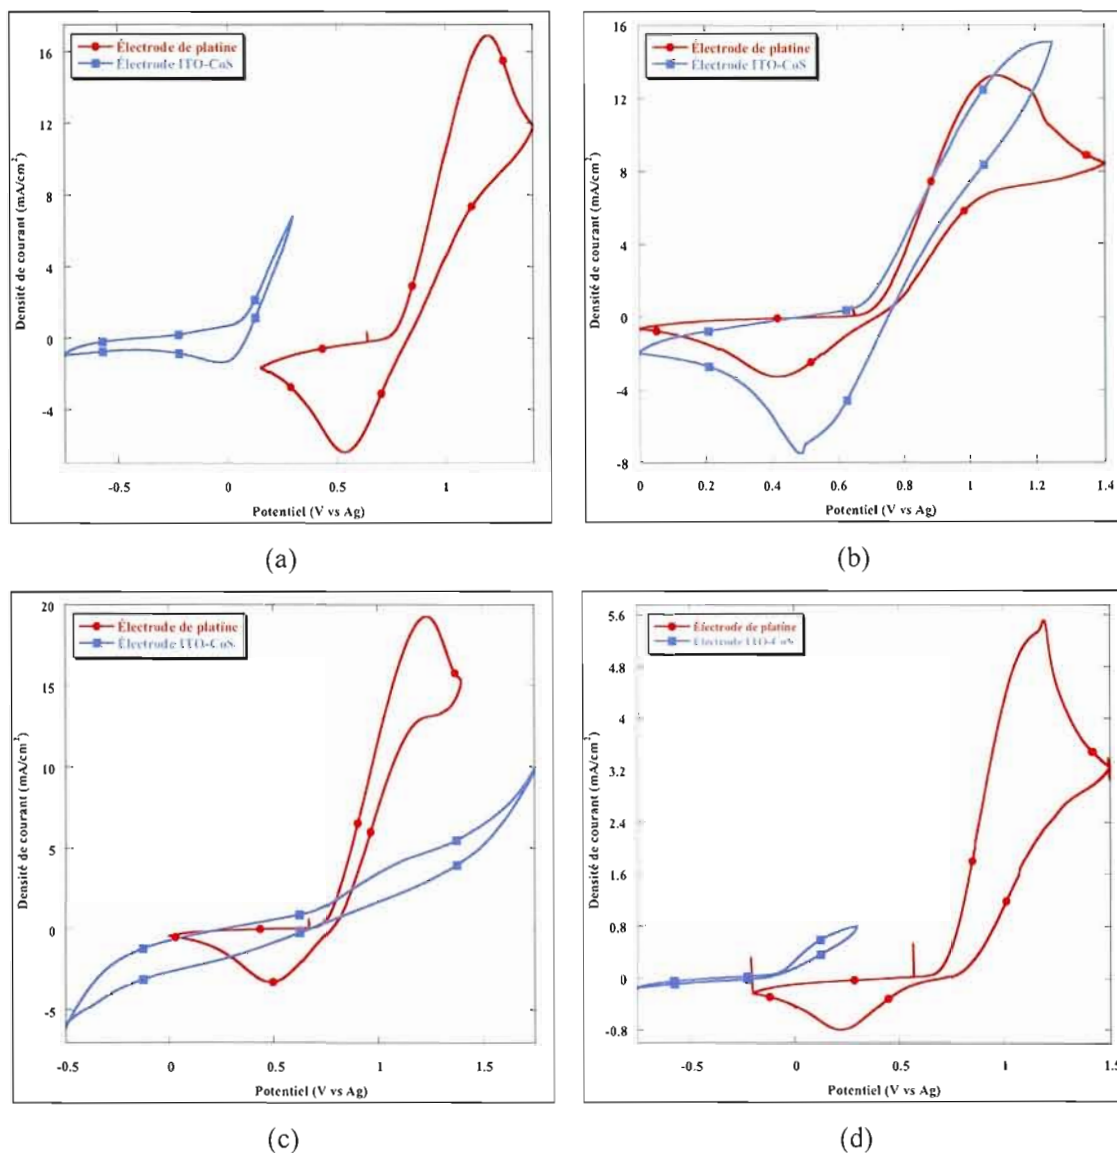 Électrode de platine
Électrode ITO-CoS
Densité de courant (mA/cm²)
16
12
8
4
0
-4
-0.5
0
0.5
1
Potentiel (V vs Ag)
(a)
Électrode de platine
Électrode ITO-CoS
Densité de courant (mA/cm²)
16
12
8
4
0
-4
-8
0
0.2
0.4
0.6
0.8
1
1.2
1.4
Potentiel (V vs Ag)
(b)
Électrode de platine
Électrode ITO-CoS
Densité de courant (mA/cm²)
20
15
10
5
0
-5
-0.5
0
0.5
1
1.5
Potentiel (V vs Ag)
(c)
Électrode de platine
Électrode ITO-CoS
Densité de courant (mA/cm²)
5.6
4.8
4
3.2
2.4
1.6
0.8
0
-0.8
-0.5
0
0.5
1
1.5
Potentiel (V vs Ag)
(d)